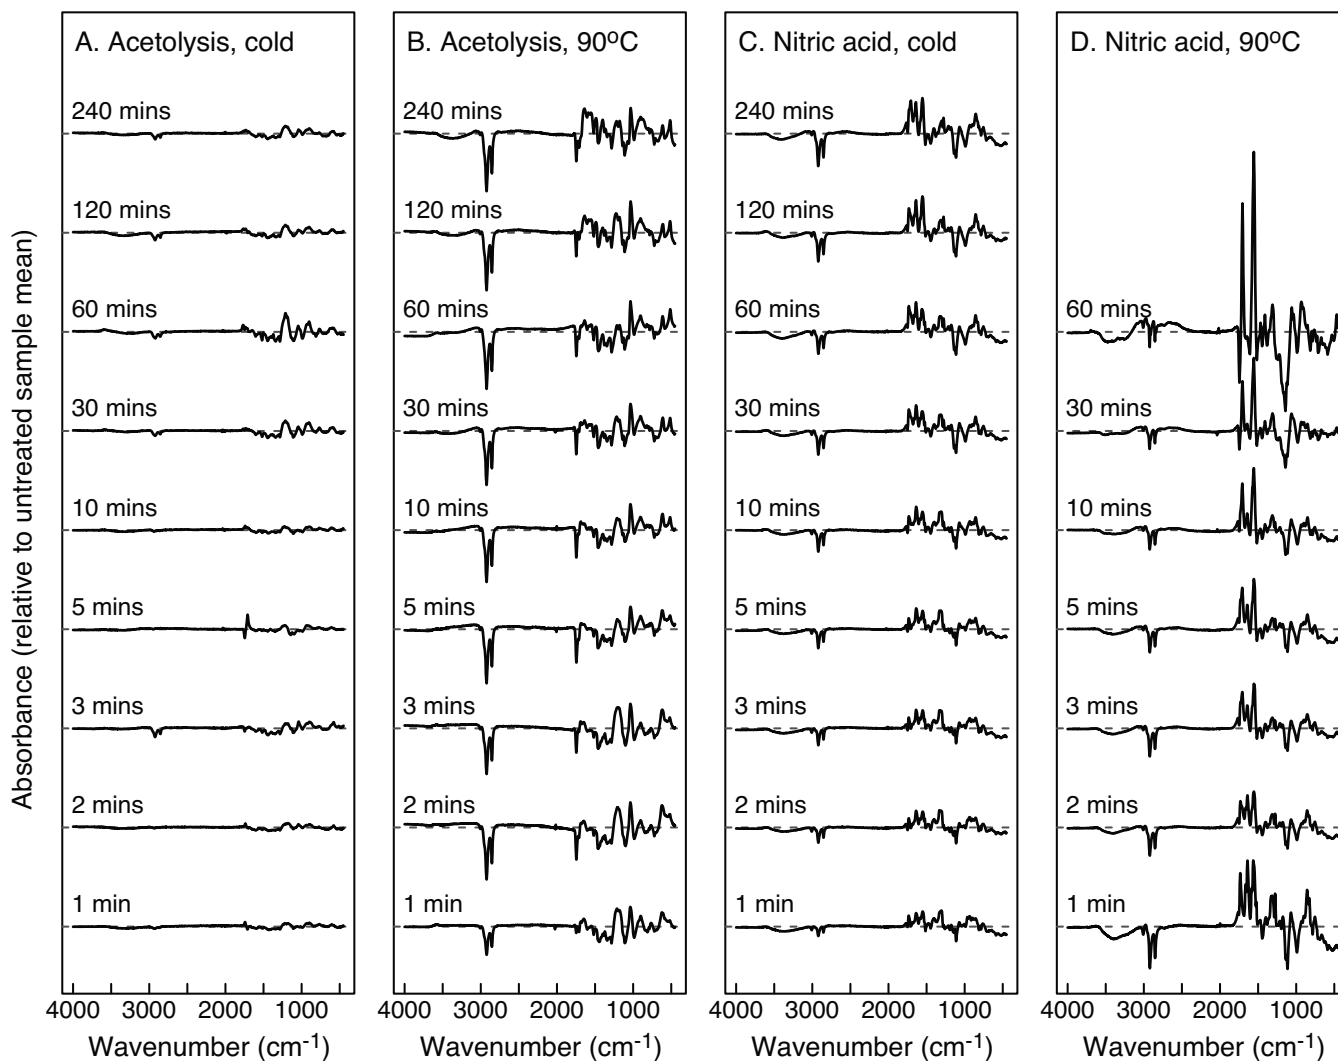 A. Acetolysis, cold
B. Acetolysis, 90°C
C. Nitric acid, cold
D. Nitric acid, 90°C
Absorbance (relative to untreated sample mean)
240 mins
120 mins
60 mins
30 mins
10 mins
5 mins
3 mins
2 mins
1 min
240 mins
120 mins
60 mins
30 mins
10 mins
5 mins
3 mins
2 mins
1 min
240 mins
120 mins
60 mins
30 mins
10 mins
5 mins
3 mins
2 mins
1 min
60 mins
30 mins
10 mins
5 mins
3 mins
2 mins
1 min
4000 3000 2000 1000
4000 3000 2000 1000
4000 3000 2000 1000
4000 3000 2000 1000
Wavenumber (cm⁻¹)
Wavenumber (cm⁻¹)
Wavenumber (cm⁻¹)
Wavenumber (cm⁻¹)